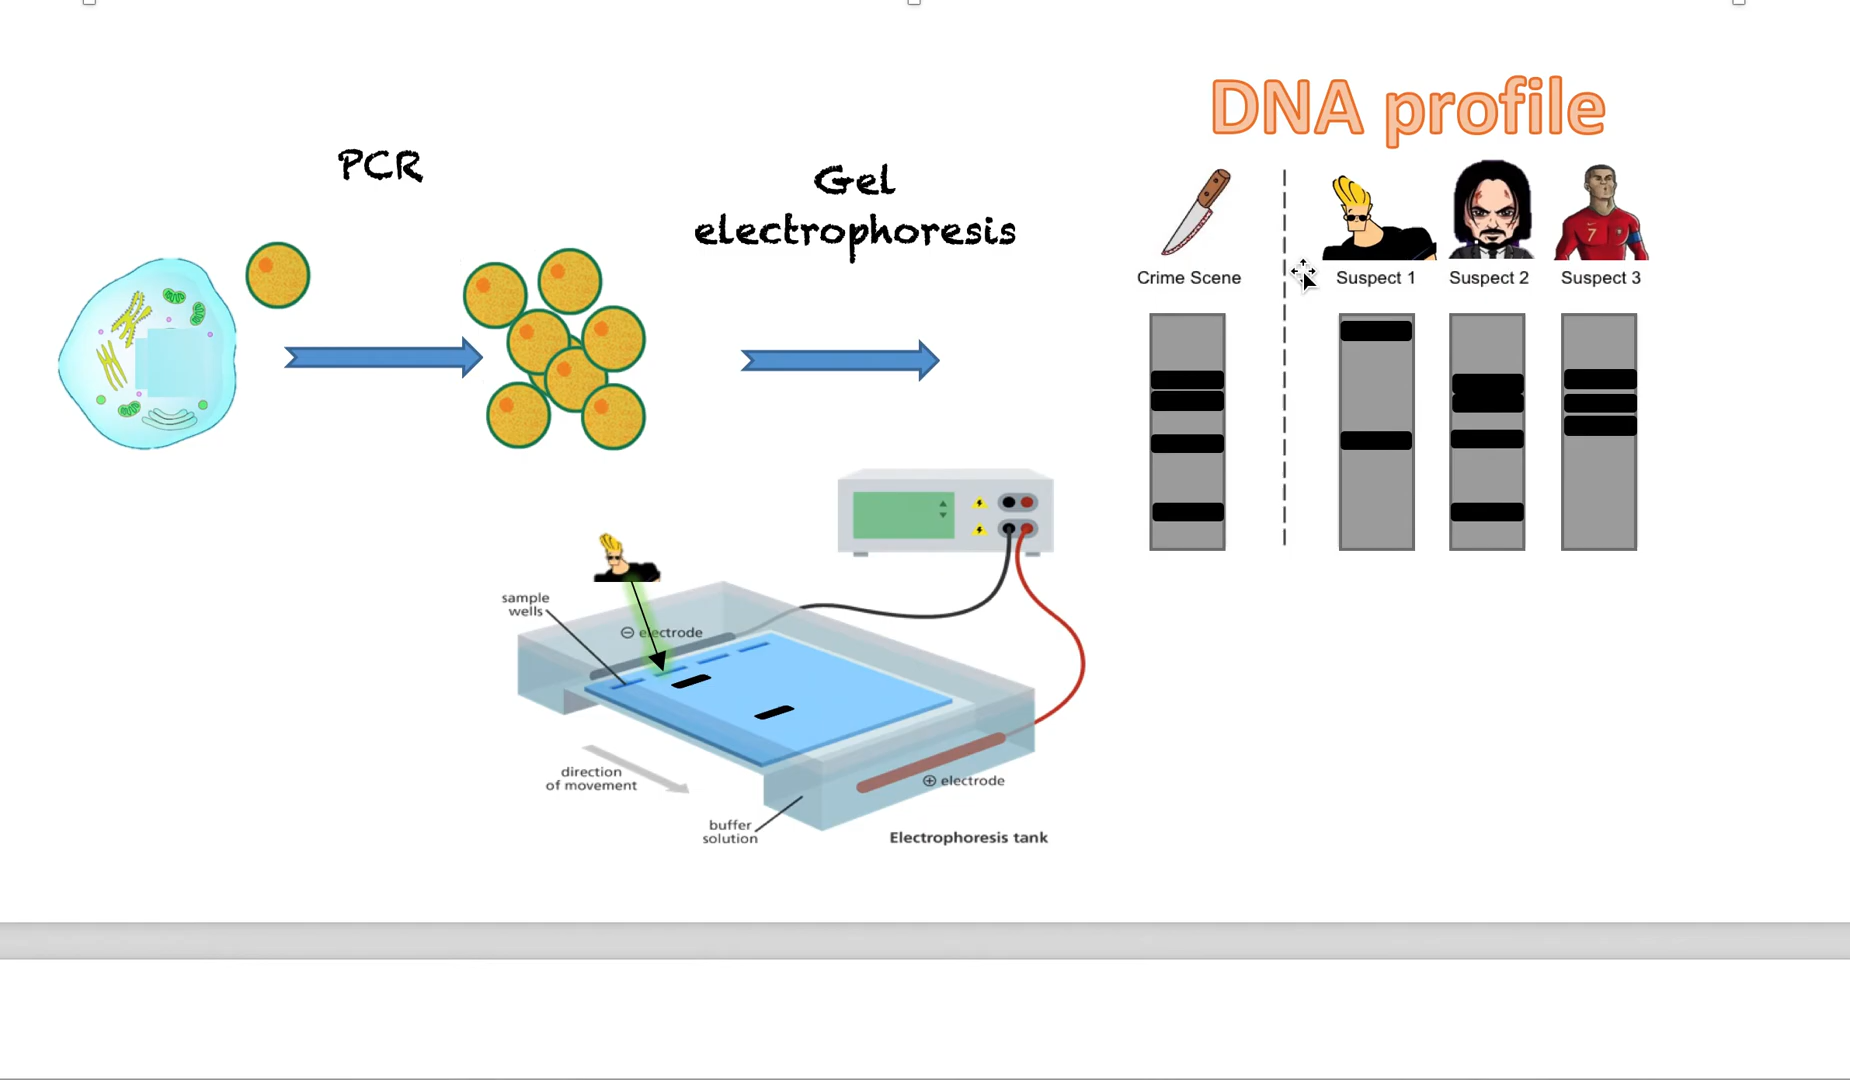 DNA profile
PCR
Gel
electrophoresis
Crime Scene
Suspect 1
Suspect 2
Suspect 3
7
sample
wells
⊖ electrode
direction
of movement
⊕ electrode
buffer
solution
Electrophoresis tank